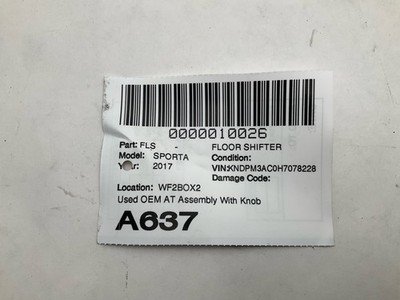 0000010026
Part: FLS - FLOOR SHIFTER
Model: SPORTA Condition:
Year: 2017 VIN:KNDPM3AC0H7078228
Damage Code:
Location: WF2BOX2
Used OEM AT Assembly With Knob
A637